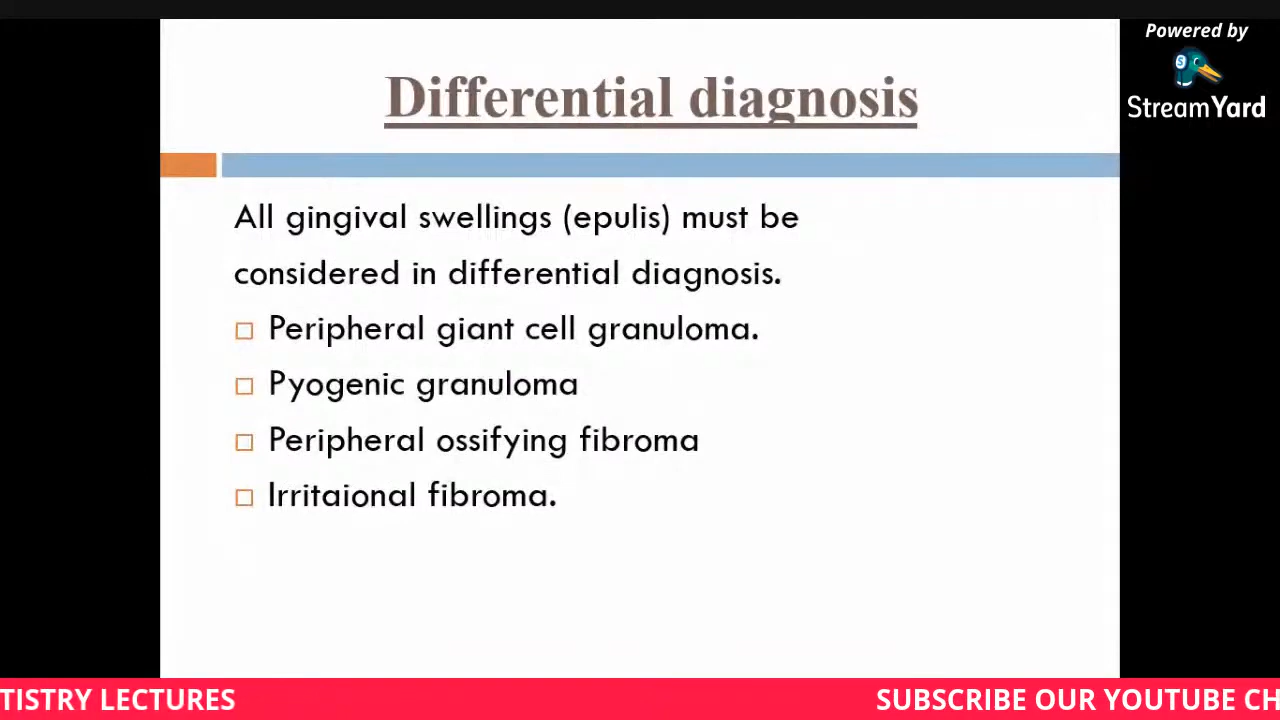 Powered by
StreamYard
Differential diagnosis
All gingival swellings (epulis) must be
considered in differential diagnosis.
Peripheral giant cell granuloma.
Pyogenic granuloma
Peripheral ossifying fibroma
Irritaional fibroma.
TISTRY LECTURES
SUBSCRIBE OUR YOUTUBE CH